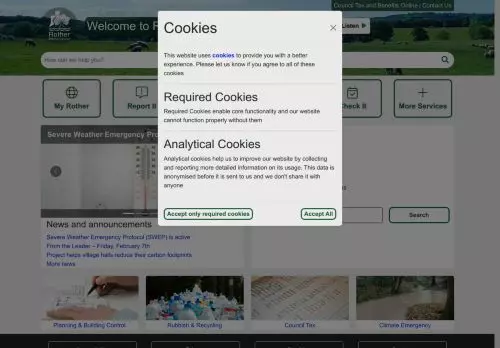 Council Tax and Benefits Online | Contact Us
Rother
Welcome to R
Listen
How can we help you?
My Rother
Report It
Check It
More Services
Severe Weather Emergency Proto
Search
News and announcements
Severe Weather Emergency Protocol (SWEP) is active
From the Leader – Friday, February 7th
Project helps village halls reduce their carbon footprints
More news
Planning & Building Control
Rubbish & Recycling
Council Tax
Climate Emergency
Cookies
×
This website uses cookies to provide you with a better
experience. Please let us know if you agree to all of these
cookies
Required Cookies
Required Cookies enable core functionality and our website
cannot function properly without them
Analytical Cookies
Analytical cookies help us to improve our website by collecting
and reporting more detailed information on its usage. This data is
anonymised before it is sent to us and we don't share it with
anyone
Accept only required cookies
Accept All